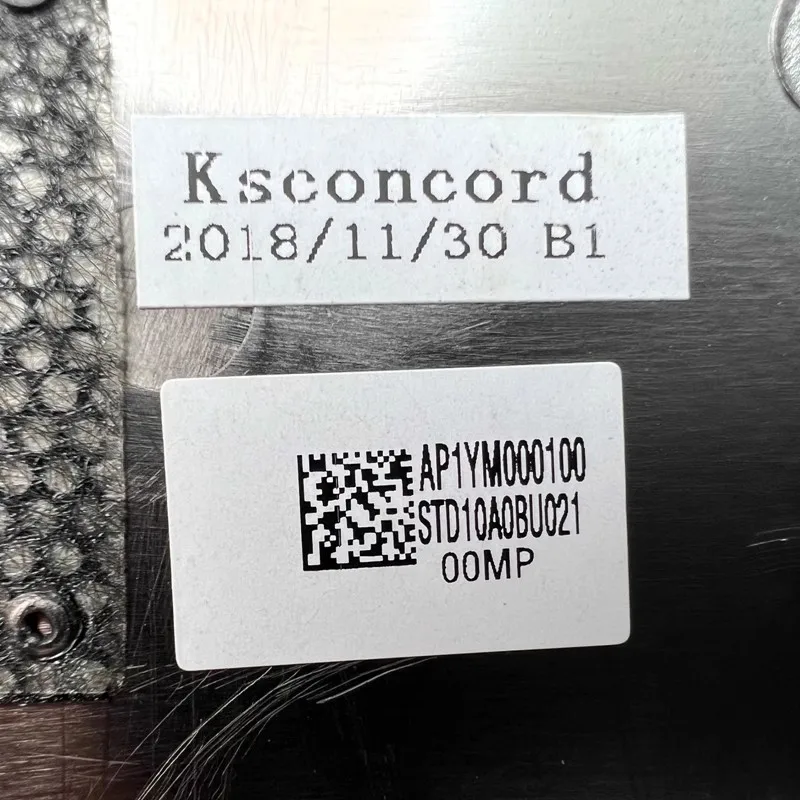 Ksconcord
2018/11/30 B1
AP1YM000100
STD10A0BU021
00MP